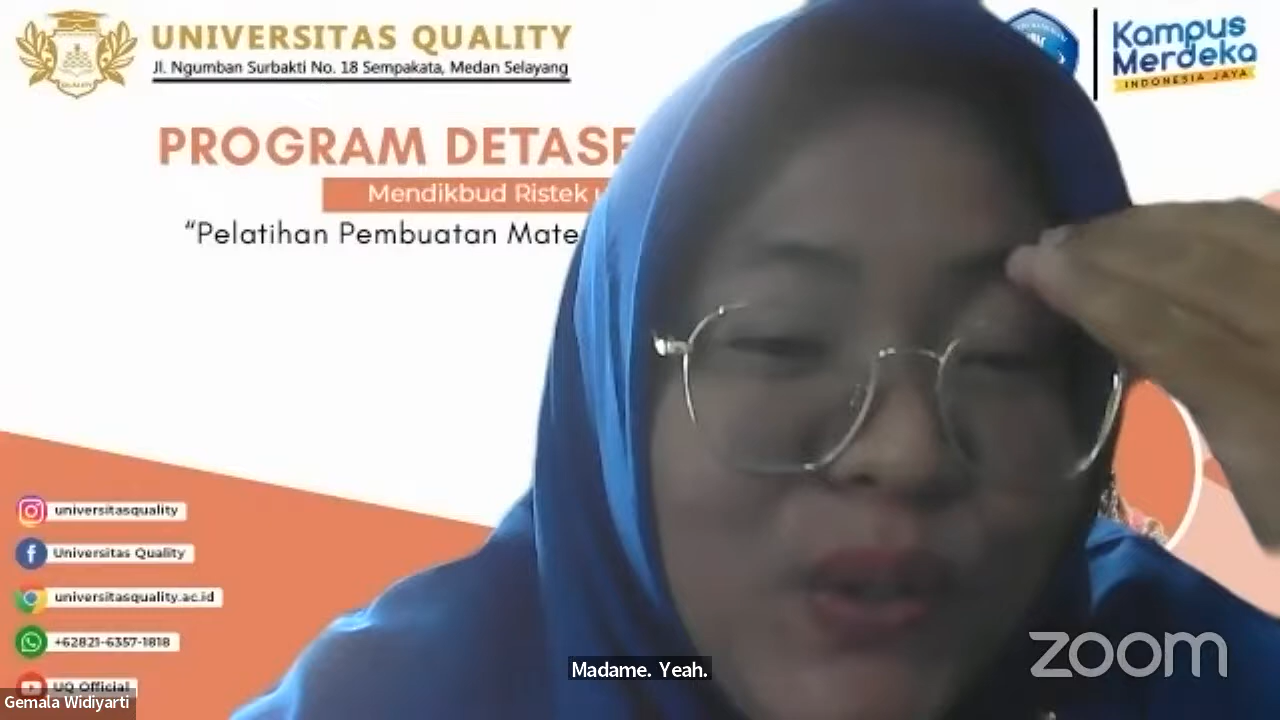 UNIVERSITAS QUALITY
Jl. Ngumban Surbakti No. 18 Sempakata, Medan Selayang
Kampus
Merdeka
INDONESIA JAYA
PROGRAM DETASE
Mendikbud Ristek u
“Pelatihan Pembuatan Mate
universitasquality
Universitas Quality
universitasquality.ac.id
+62821-6357-1818
UQ Official
Gemala Widiyarti
Madame. Yeah.
zoom